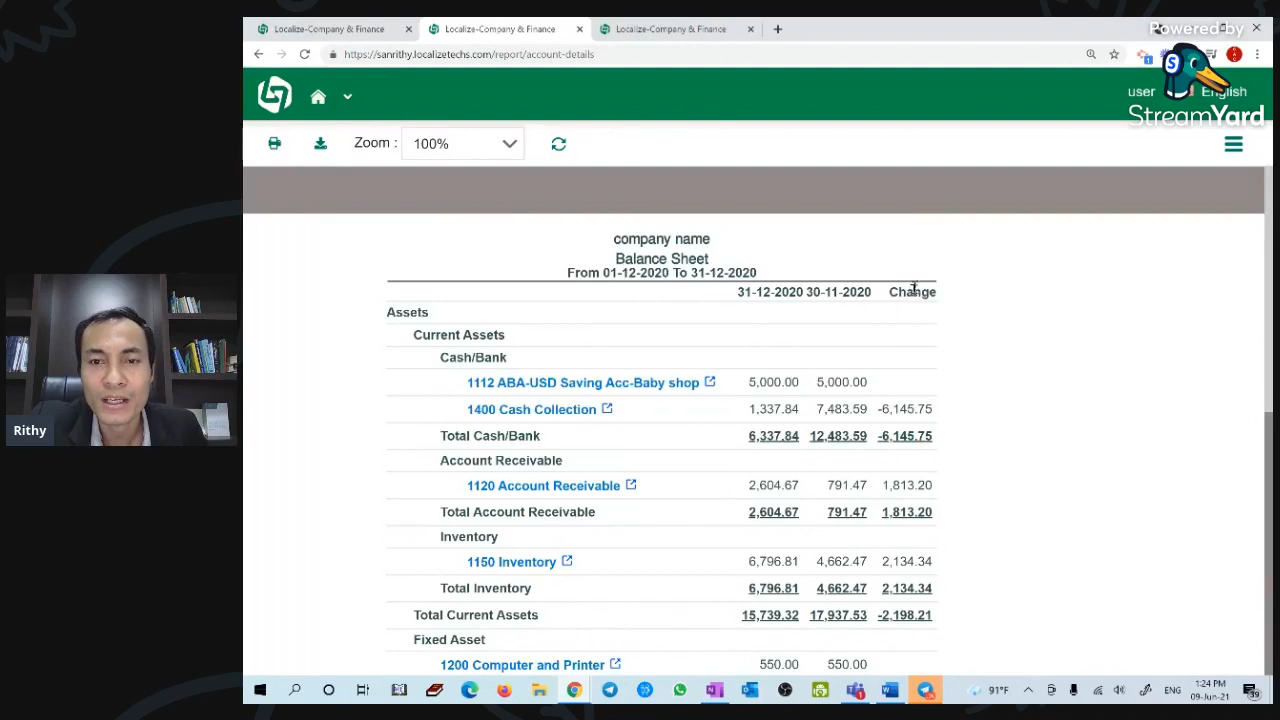 Localize-Company & Finance
Localize-Company & Finance
Localize-Company & Finance
Powered by
https://sanrithy.localizetechs.com/report/account-details
user
English
StreamYard
Zoom :
100%
company name
Balance Sheet
From 01-12-2020 To 31-12-2020
31-12-2020 30-11-2020 Change
Assets
Current Assets
Cash/Bank
1112 ABA-USD Saving Acc-Baby shop 5,000.00 5,000.00
1400 Cash Collection 1,337.84 7,483.59 -6,145.75
Total Cash/Bank 6,337.84 12,483.59 -6,145.75
Account Receivable
1120 Account Receivable 2,604.67 791.47 1,813.20
Total Account Receivable 2,604.67 791.47 1,813.20
Inventory
1150 Inventory 6,796.81 4,662.47 2,134.34
Total Inventory 6,796.81 4,662.47 2,134.34
Total Current Assets 15,739.32 17,937.53 -2,198.21
Fixed Asset
1200 Computer and Printer 550.00 550.00
Rithy
91°F
ENG
1:24 PM
09-Jun-21
39